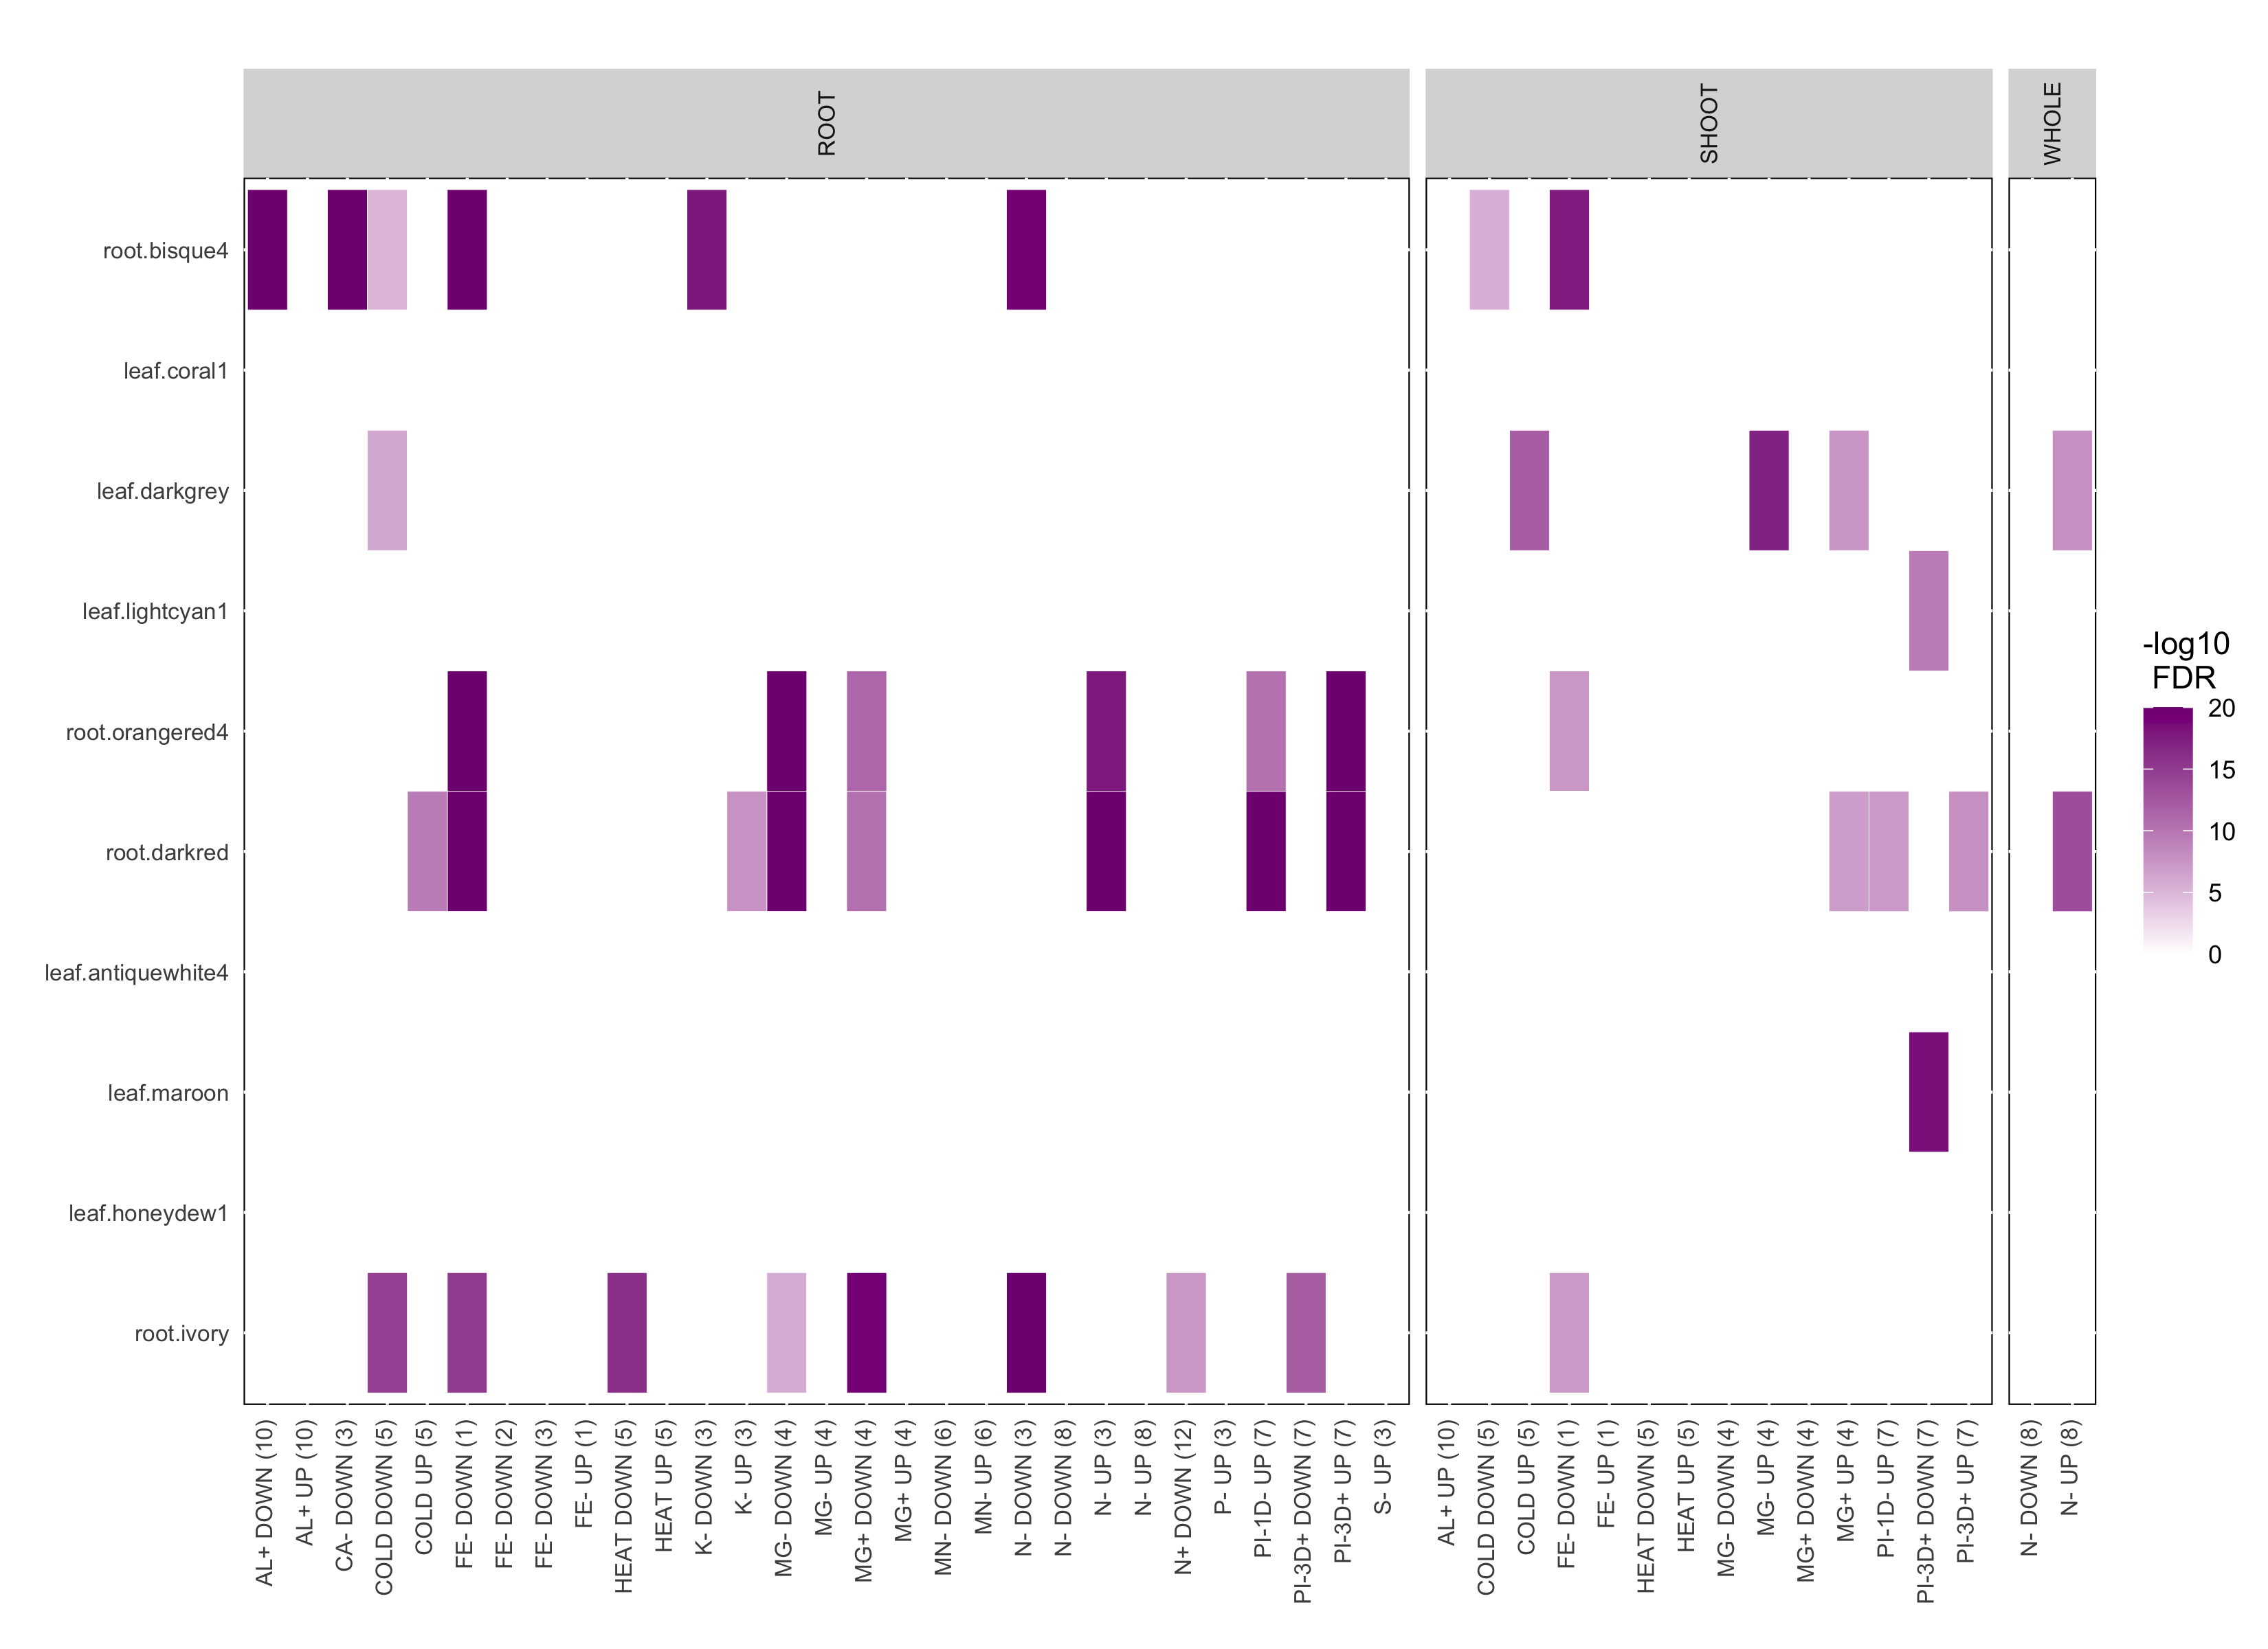 ROOT
SHOOT
WHOLE
root.bisque4
leaf.coral1
leaf.darkgrey
leaf.lightcyan1
root.orangered4
root.darkred
leaf.antiquewhite4
leaf.maroon
leaf.honeydew1
root.ivory
AL+ DOWN (10)
AL+ UP (10)
CA- DOWN (3)
COLD DOWN (5)
COLD UP (5)
FE- DOWN (1)
FE- DOWN (2)
FE- DOWN (3)
FE- UP (1)
HEAT DOWN (5)
HEAT UP (5)
K- DOWN (3)
K- UP (3)
MG- DOWN (4)
MG- UP (4)
MG+ DOWN (4)
MG+ UP (4)
MN- DOWN (6)
MN- UP (6)
N- DOWN (3)
N- DOWN (8)
N- UP (3)
N- UP (8)
N+ DOWN (12)
P- UP (3)
PI-1D- UP (7)
PI-3D+ DOWN (7)
PI-3D+ UP (7)
S- UP (3)
AL+ UP (10)
COLD DOWN (5)
COLD UP (5)
FE- DOWN (1)
FE- UP (1)
HEAT DOWN (5)
HEAT UP (5)
MG- DOWN (4)
MG- UP (4)
MG+ DOWN (4)
MG+ UP (4)
PI-1D- UP (7)
PI-3D+ DOWN (7)
PI-3D+ UP (7)
N- DOWN (8)
N- UP (8)
-log10
FDR
20
15
10
5
0